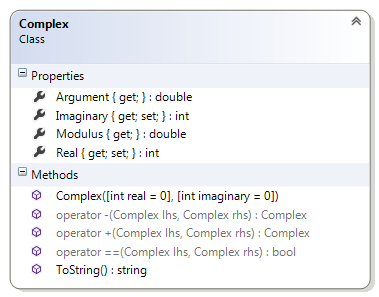 Complex
Class
Properties
Argument { get; } : double
Imaginary { get; set; } : int
Modulus { get; } : double
Real { get; set; } : int
Methods
Complex([int real = 0], [int imaginary = 0])
operator -(Complex lhs, Complex rhs) : Complex
operator +(Complex lhs, Complex rhs) : Complex
operator ==(Complex lhs, Complex rhs) : bool
ToString() : string